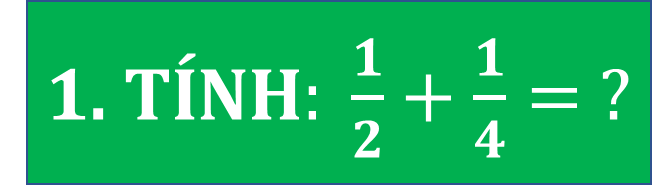 1. TÍNH: 1/2 + 1/4 = ?